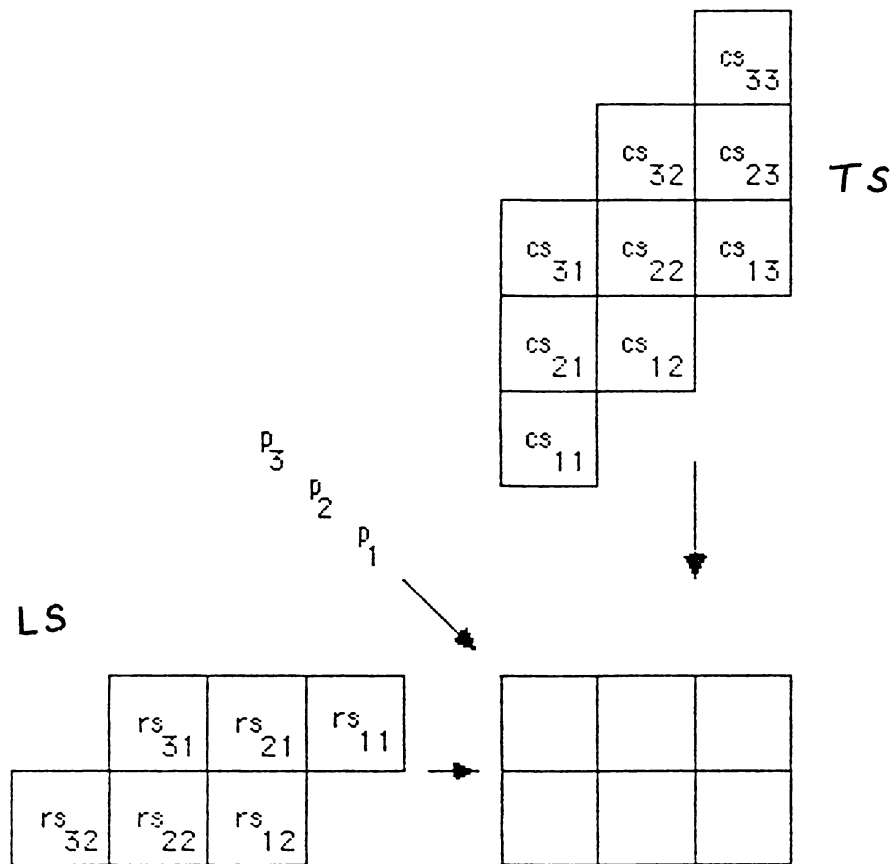 cs33
cs32 cs23
TS
cs31 cs22 cs13
cs21 cs12
cs11
p3
p2
p1
LS
rs31 rs21 rs11
rs32 rs22 rs12